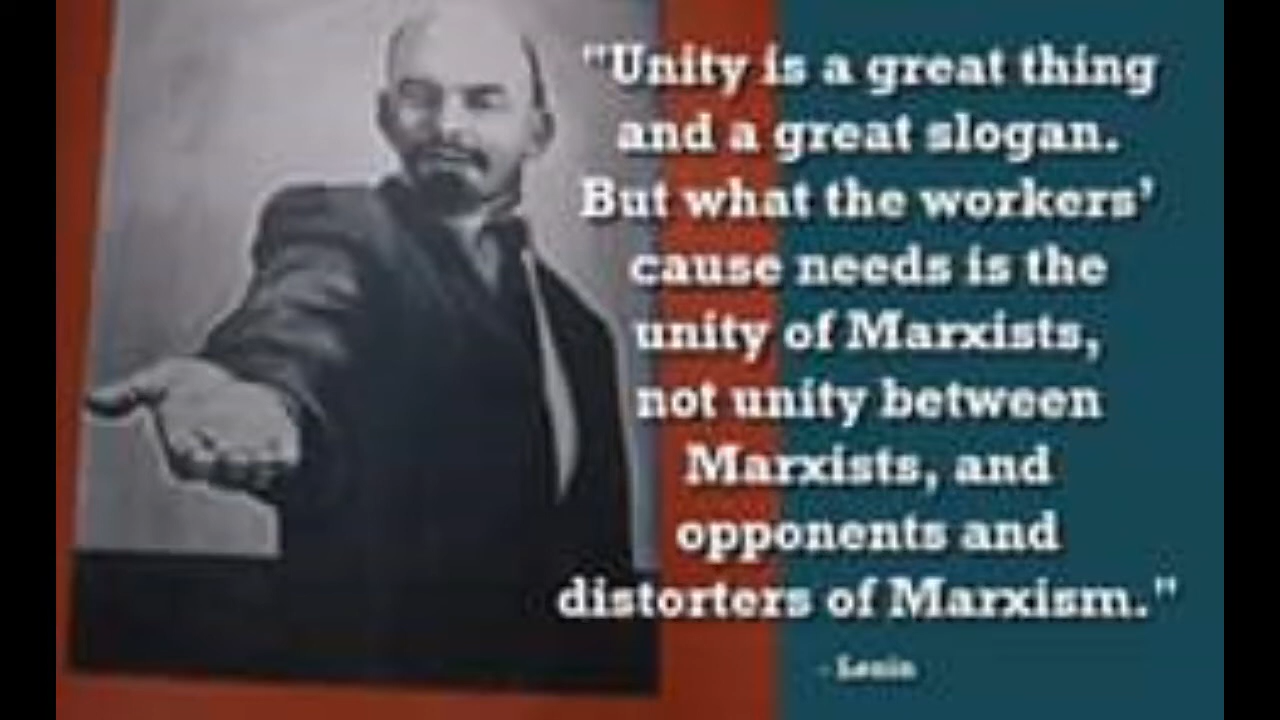 "Unity is a great thing
and a great slogan.
But what the workers'
cause needs is the
unity of Marxists,
not unity between
Marxists, and
opponents and
distorters of Marxism."
- Lenin